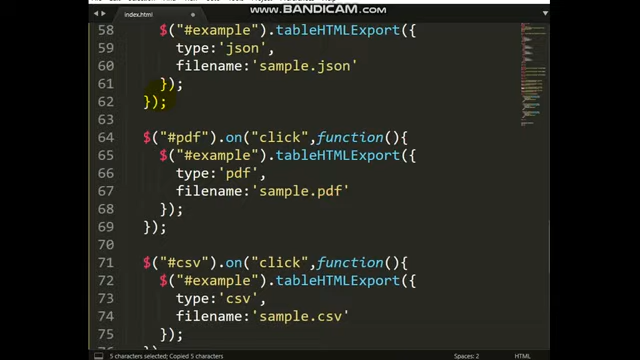 WWW.BANDICAM.COM
index.html
58 $("#example").tableHTMLExport({
59 type:'json',
60 filename:'sample.json'
61 });
62 });
63
64 $("#pdf").on("click",function(){
65 $("#example").tableHTMLExport({
66 type:'pdf',
67 filename:'sample.pdf'
68 });
69 });
70
71 $("#csv").on("click",function(){
72 $("#example").tableHTMLExport({
73 type:'csv',
74 filename:'sample.csv'
75 });
5 characters selected; Copied 5 characters Spaces: 2 HTML